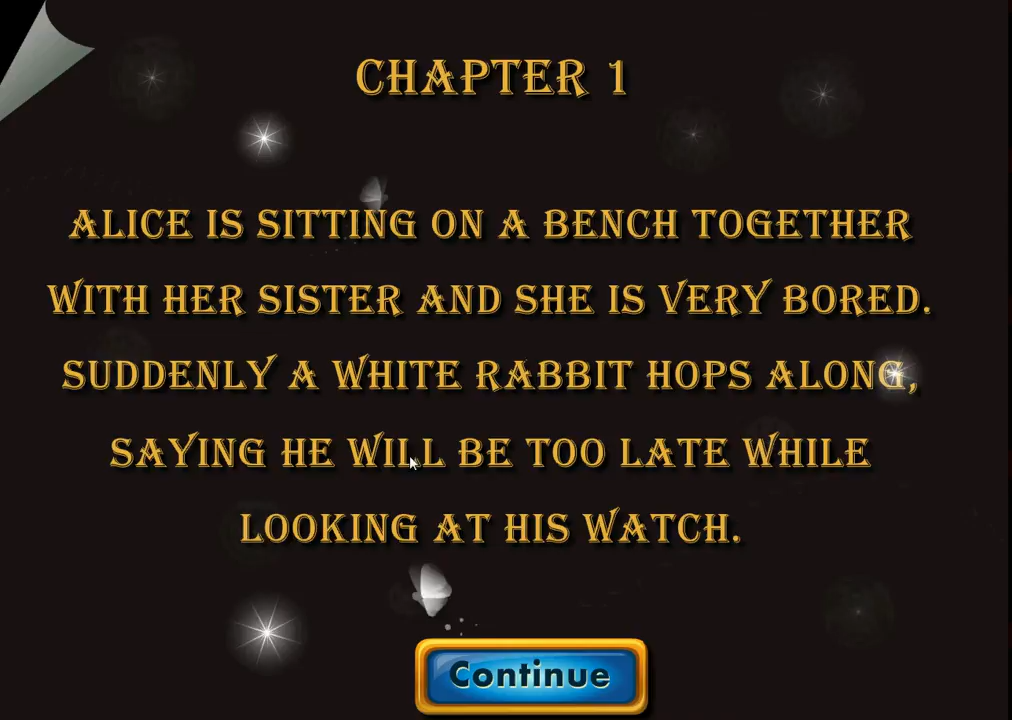 CHAPTER 1
ALICE IS SITTING ON A BENCH TOGETHER
WITH HER SISTER AND SHE IS VERY BORED.
SUDDENLY A WHITE RABBIT HOPS ALONG,
SAYING HE WILL BE TOO LATE WHILE
LOOKING AT HIS WATCH.
Continue